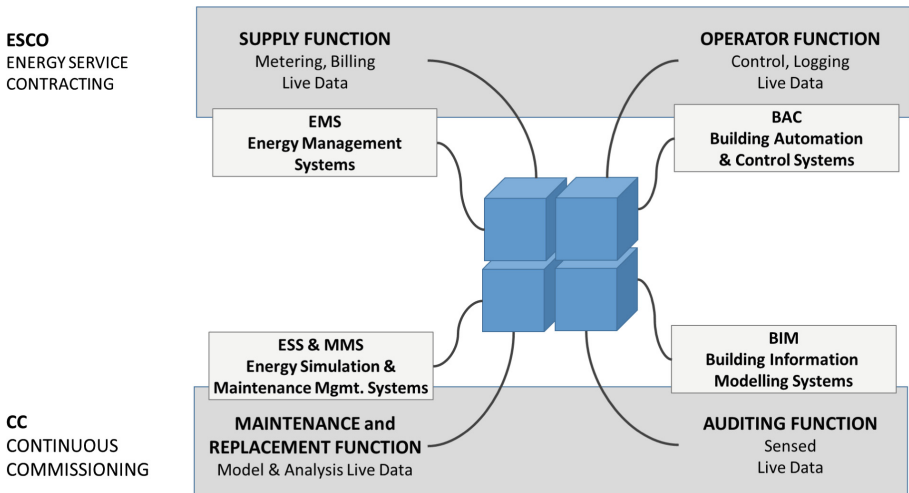 ESCO
ENERGY SERVICE
CONTRACTING
SUPPLY FUNCTION
Metering, Billing
Live Data
OPERATOR FUNCTION
Control, Logging
Live Data
EMS
Energy Management
Systems
BAC
Building Automation
& Control Systems
ESS & MMS
Energy Simulation &
Maintenance Mgmt. Systems
BIM
Building Information
Modelling Systems
CC
CONTINUOUS
COMMISSIONING
MAINTENANCE and
REPLACEMENT FUNCTION
Model & Analysis Live Data
AUDITING FUNCTION
Sensed
Live Data